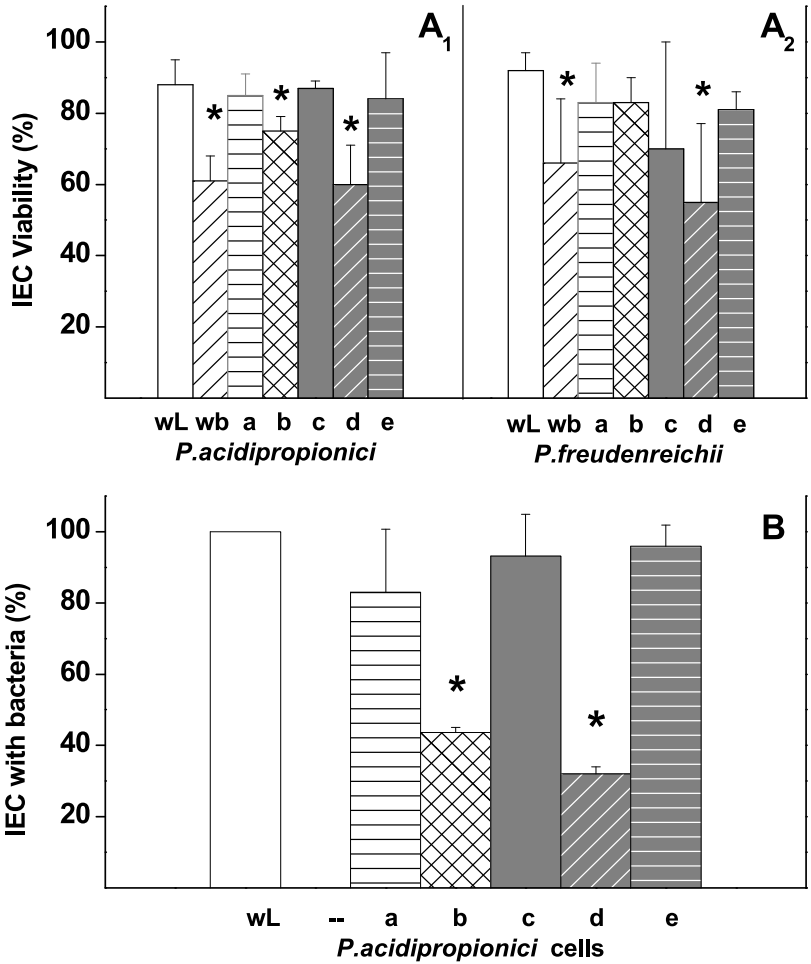 A1
A2
IEC Viability (%)
100
80
60
40
20
* * *
* *
wL wb a b c d e
wL wb a b c d e
P.acidipropionici
P.freudenreichii
B
IEC with bacteria (%)
100
80
60
40
20
*
*
wL -- a b c d e
P.acidipropionici cells